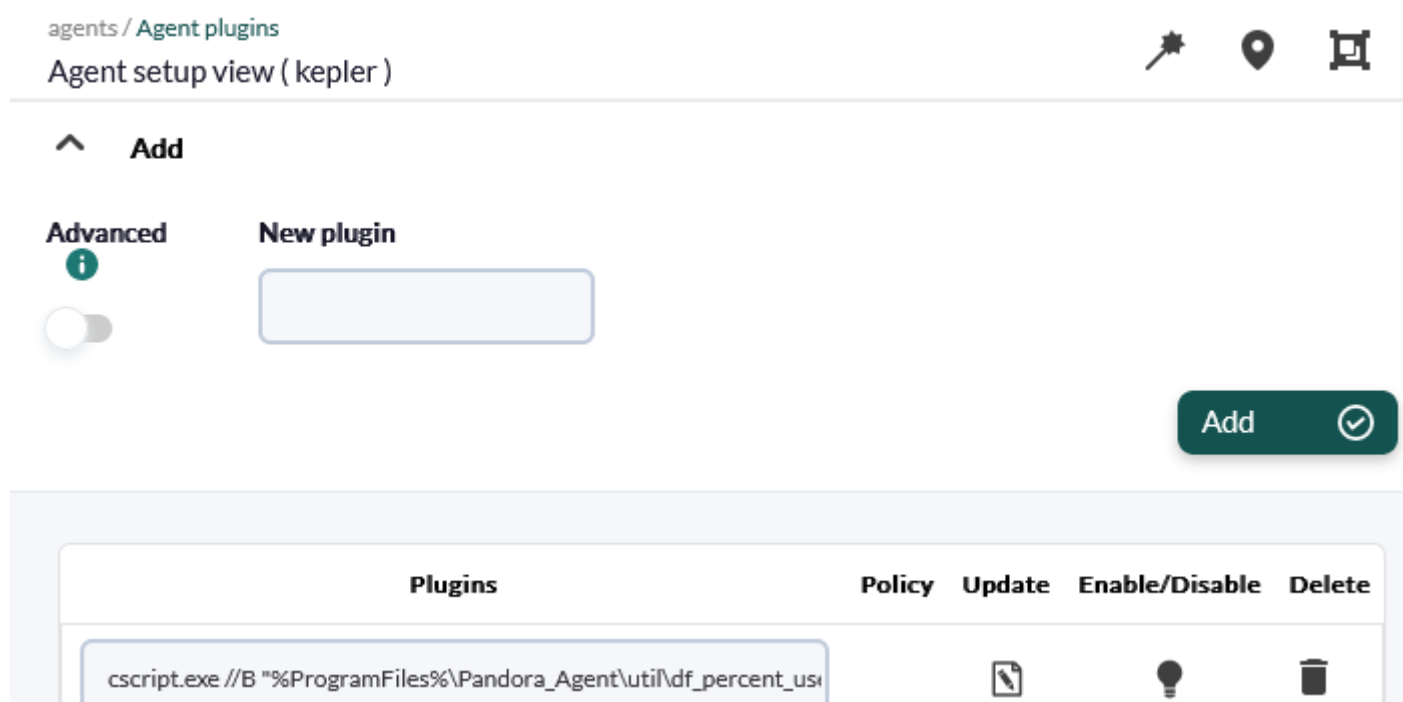 agents / Agent plugins
Agent setup view ( kepler )
Add
Advanced New plugin
Add
Plugins Policy Update Enable/Disable Delete
cscript.exe //B "%ProgramFiles%\Pandora_Agent\util\df_percent_use